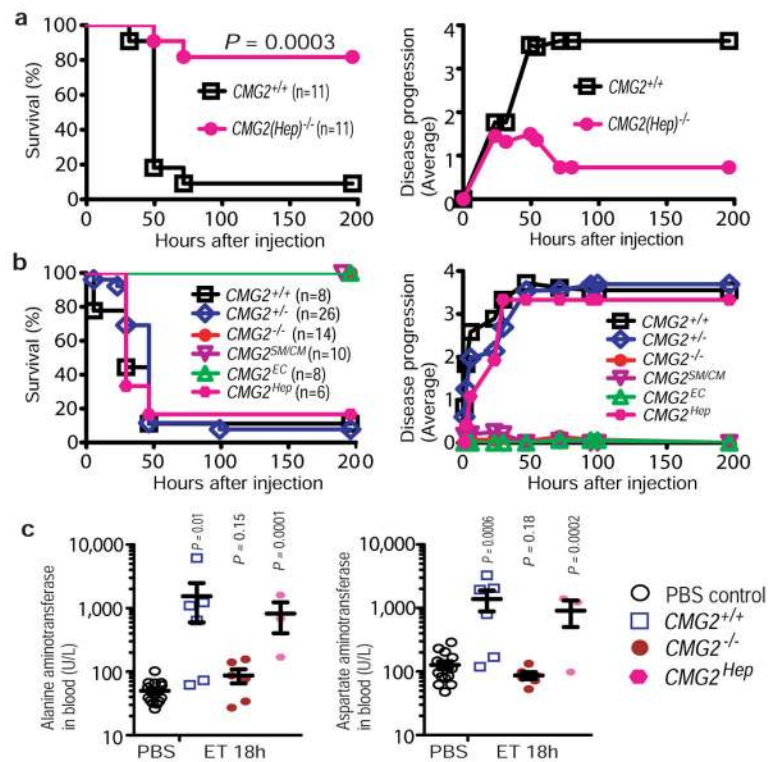 a
P = 0.0003
CMG2+/+ (n=11)
CMG2(Hep)-/- (n=11)
Survival (%)
100
80
60
40
20
0
0 50 100 150 200
Hours after injection
CMG2+/+
CMG2(Hep)-/-
Disease progression
(Average)
4
3
2
1
0
0 50 100 150 200
Hours after injection
b
CMG2+/+ (n=8)
CMG2+/- (n=26)
CMG2-/- (n=14)
CMG2SM/CM (n=10)
CMG2EC (n=8)
CMG2Hep (n=6)
Survival (%)
100
80
60
40
20
0
0 50 100 150 200
Hours after injection
CMG2+/+
CMG2+/-
CMG2-/-
CMG2SM/CM
CMG2EC
CMG2Hep
Disease progression
(Average)
4
3
2
1
0
0 50 100 150 200
Hours after injection
c
P = 0.01
P = 0.15
P = 0.0001
Alanine aminotransferase
in blood (U/L)
10,000
1,000
100
10
PBS ET 18h
P = 0.0006
P = 0.18
P = 0.0002
Aspartate aminotransferase
in blood (U/L)
10,000
1,000
100
10
PBS ET 18h
PBS control
CMG2+/+
CMG2-/-
CMG2Hep